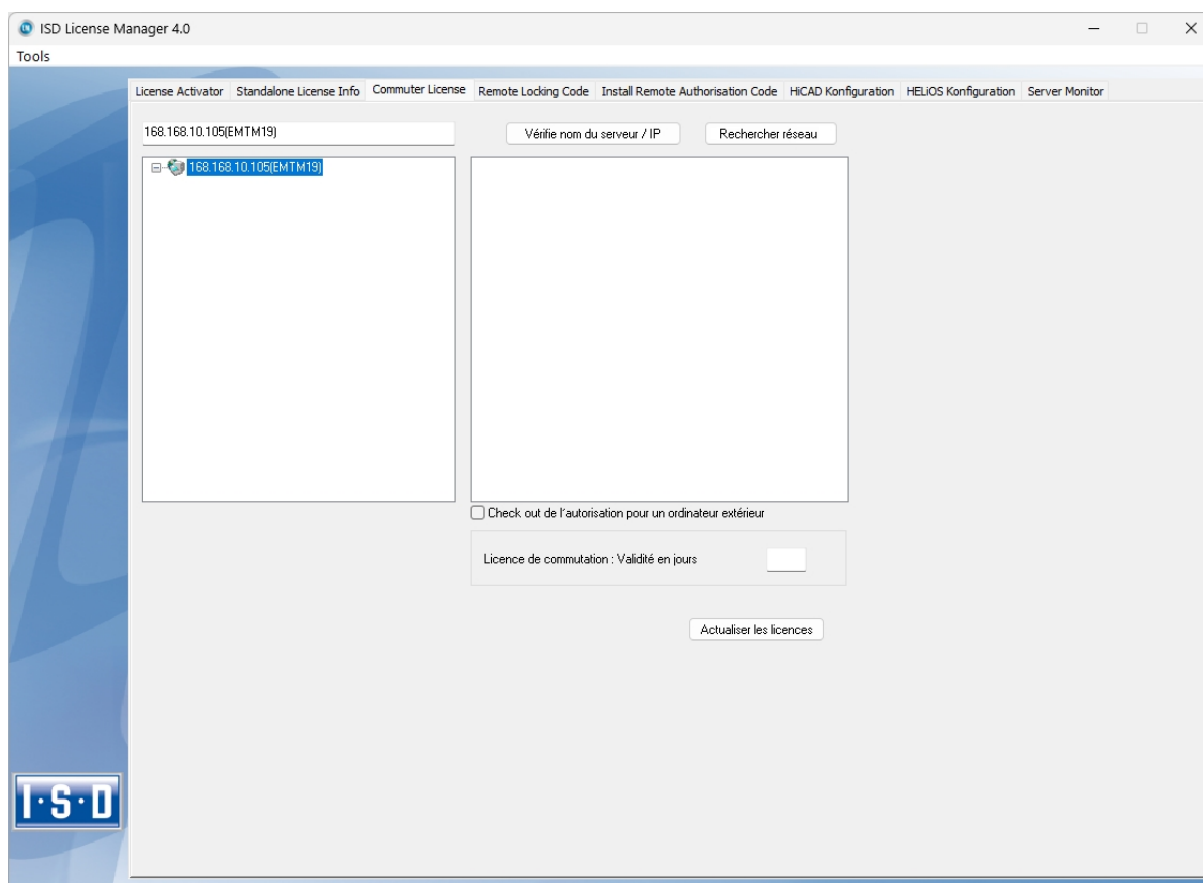 ISD License Manager 4.0
Tools
License Activator Standalone License Info Commuter License Remote Locking Code Install Remote Authorisation Code HiCAD Konfiguration HELiOS Konfiguration Server Monitor
168.168.10.105(EMTM19) Vérifie nom du serveur / IP Rechercher réseau
168.168.10.105(EMTM19)
Check out de l'autorisation pour un ordinateur extérieur
Licence de commutation : Validité en jours
Actualiser les licences
I·S·D